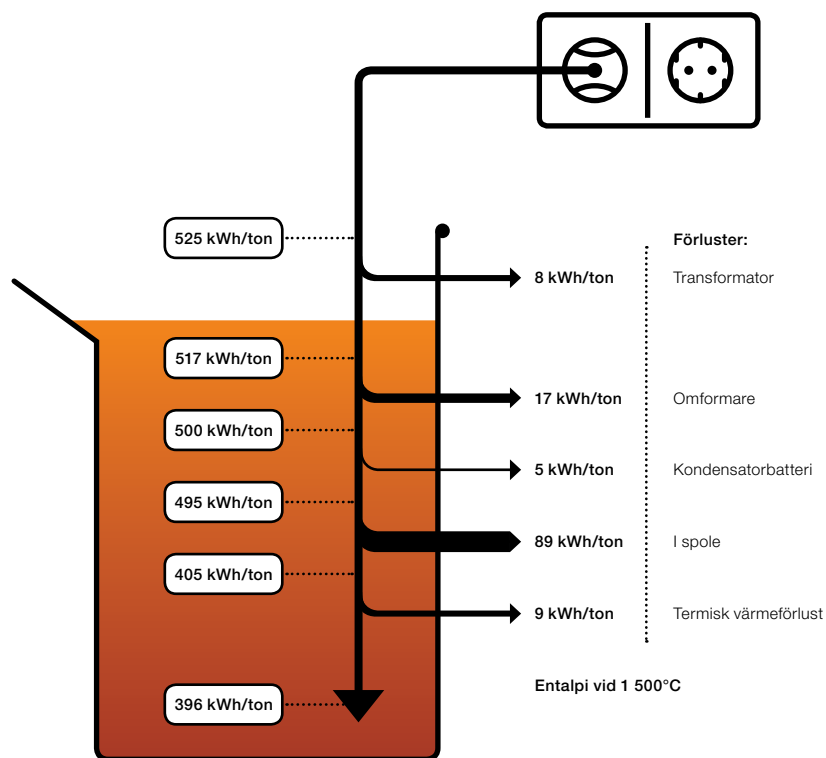 525 kWh/ton
Förluster:
8 kWh/ton
Transformator
517 kWh/ton
17 kWh/ton
Omformare
500 kWh/ton
5 kWh/ton
Kondensatorbatteri
495 kWh/ton
89 kWh/ton
I spole
405 kWh/ton
9 kWh/ton
Termisk värmeförlust
Entalpi vid 1 500°C
396 kWh/ton